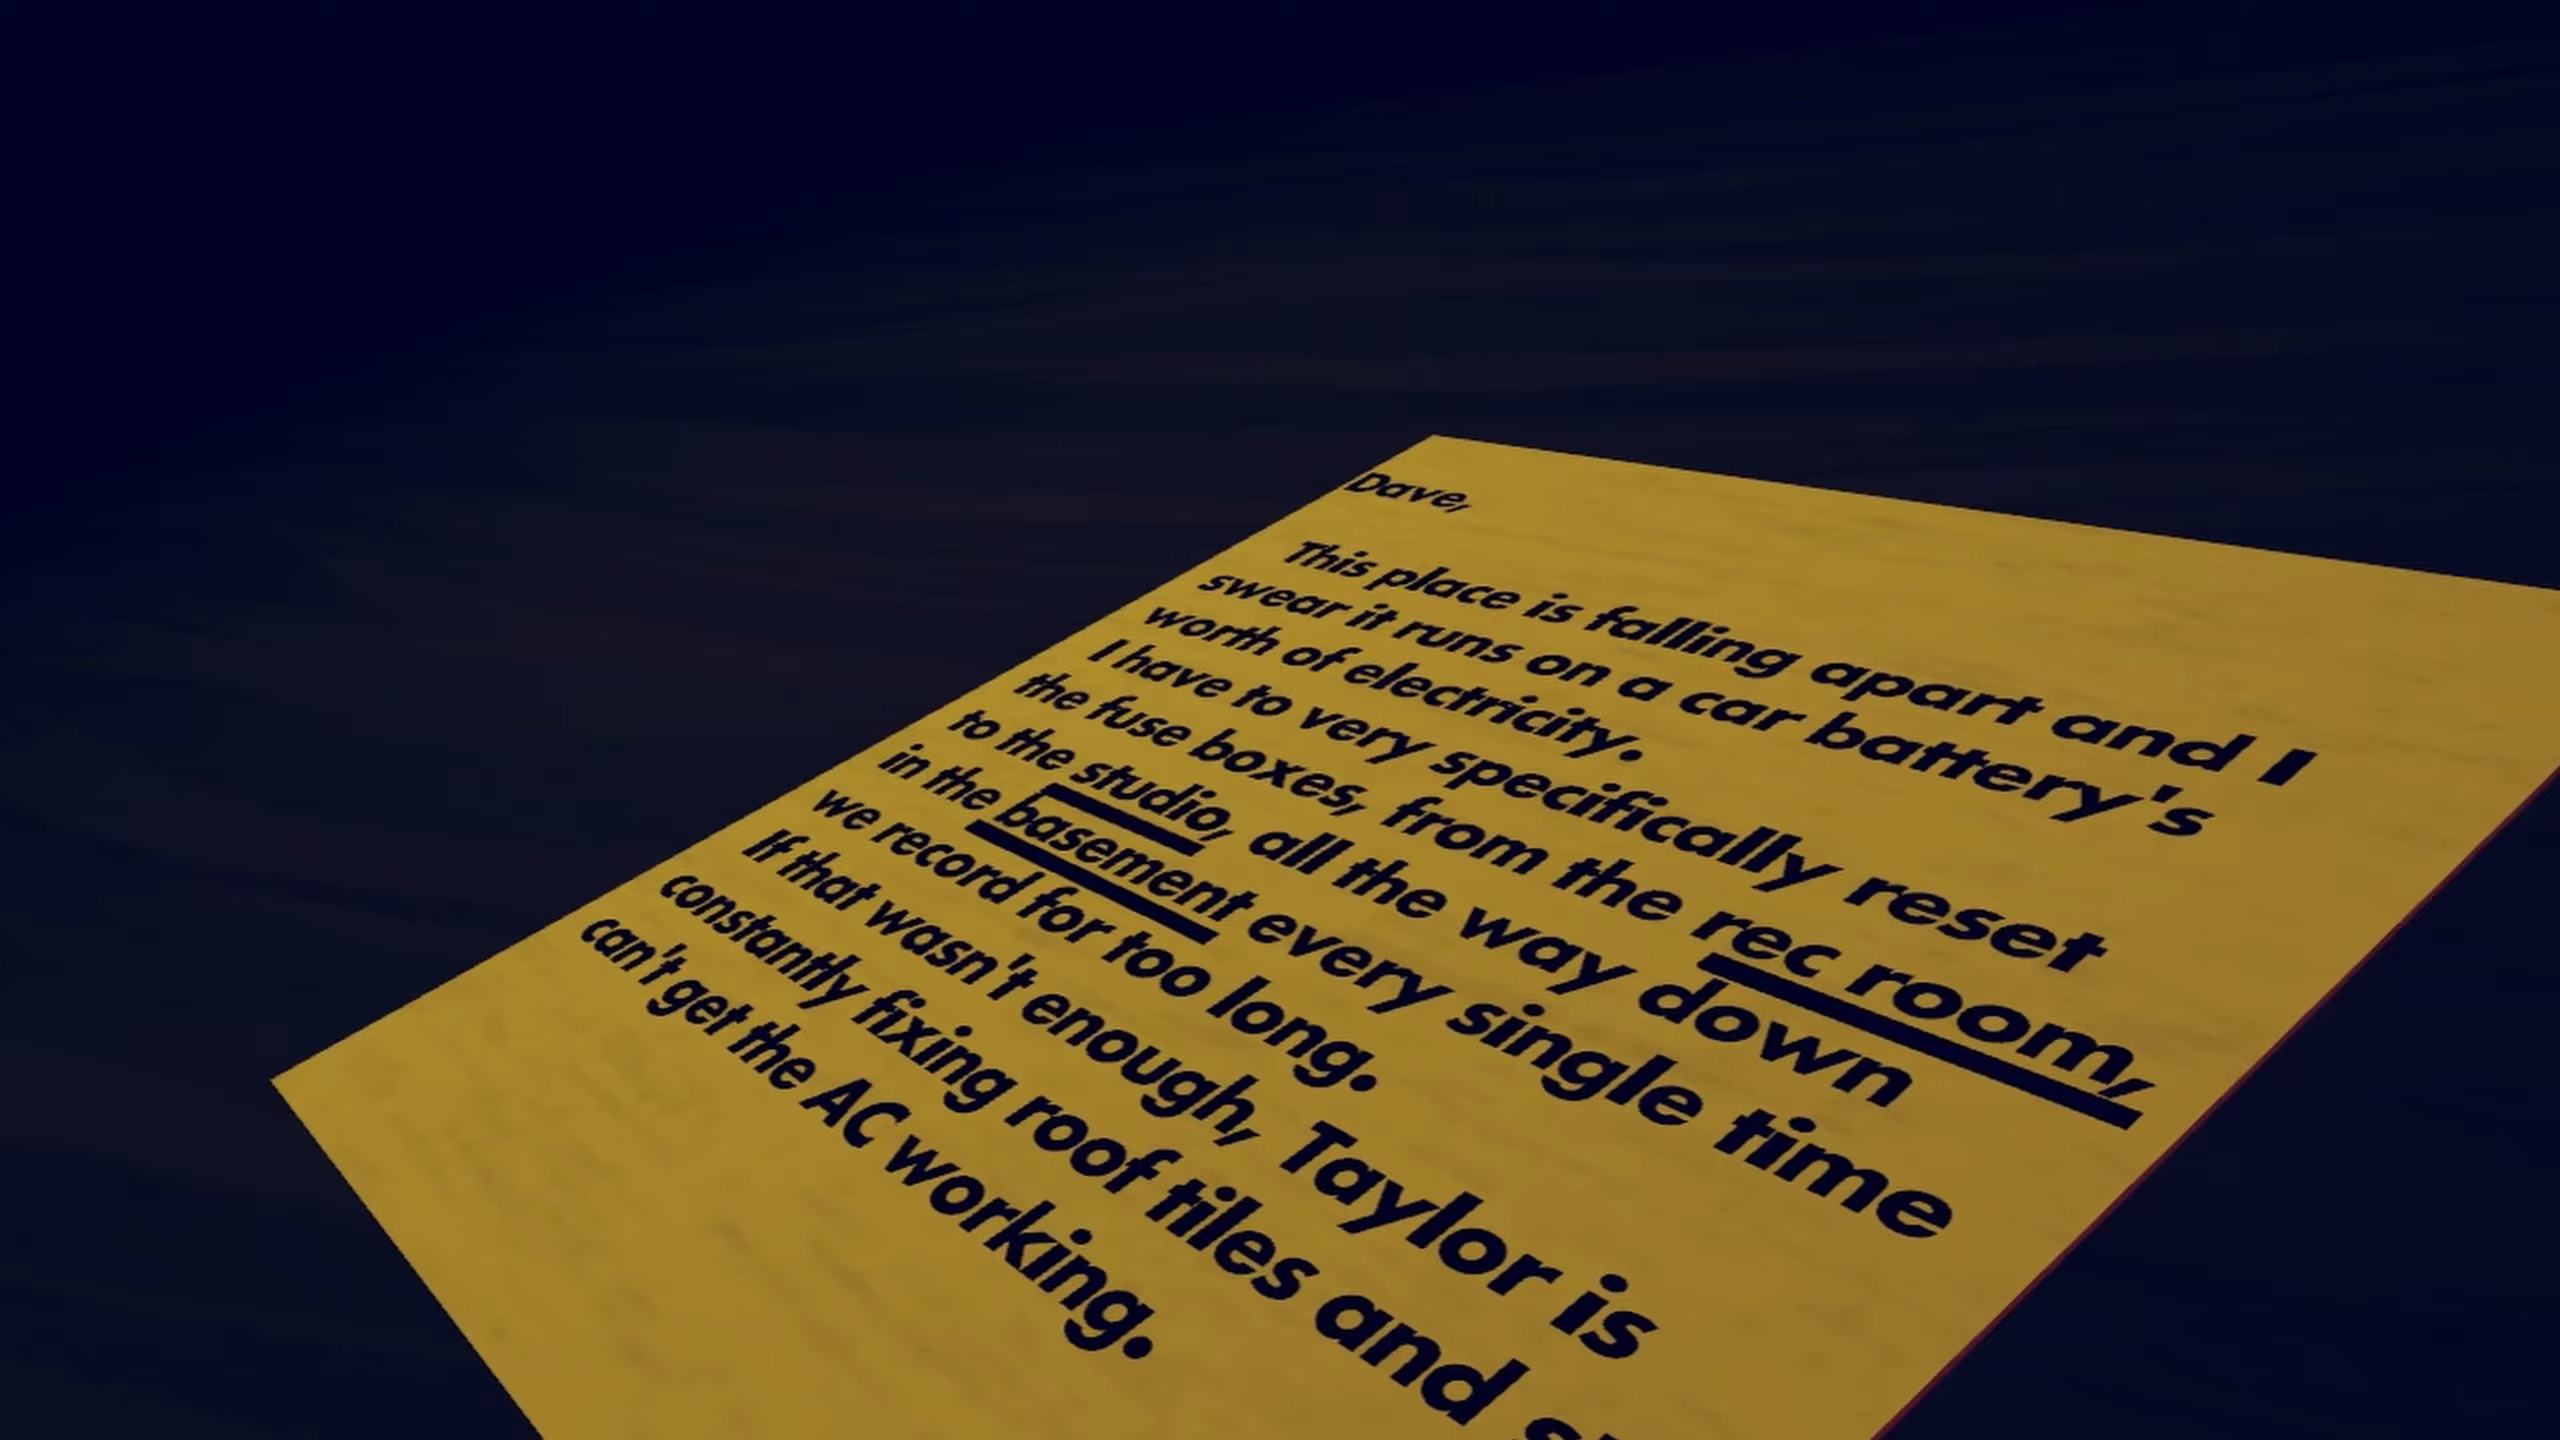 Dave,
This place is falling apart and I
swear it runs on a car battery's
worth of electricity.
I have to very specifically reset
the fuse boxes, from the rec room,
to the studio, all the way down
in the basement every single time
we record for too long.
If that wasn't enough, Taylor is
constantly fixing roof tiles and
can't get the AC working.